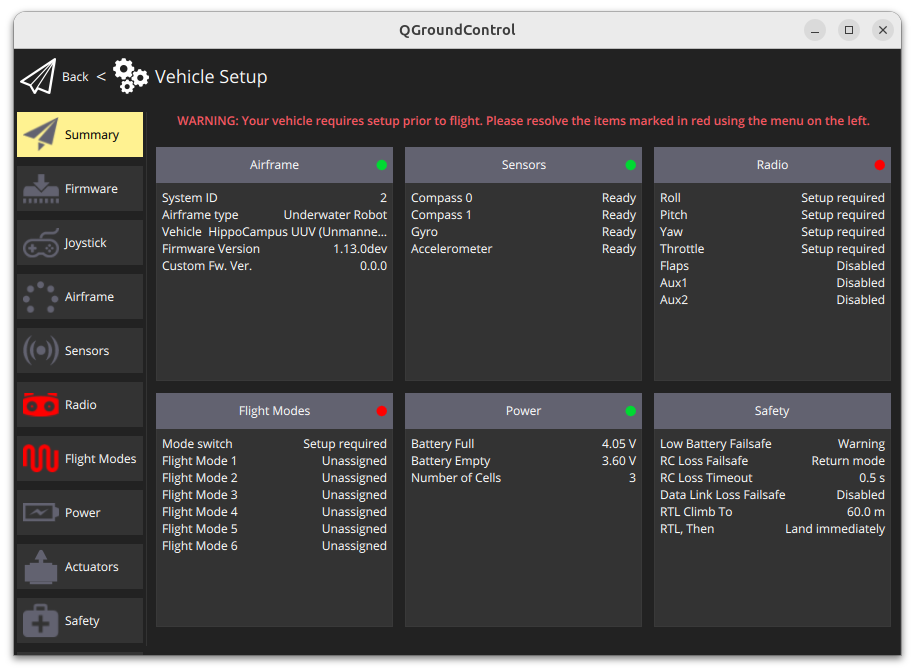 QGroundControl
Back < Vehicle Setup
WARNING: Your vehicle requires setup prior to flight. Please resolve the items marked in red using the menu on the left.
Summary
Firmware
Joystick
Airframe
Sensors
Radio
Flight Modes
Power
Actuators
Safety
Airframe
System ID 2
Airframe type Underwater Robot
Vehicle HippoCampus UUV (Unmanne...
Firmware Version 1.13.0dev
Custom Fw. Ver. 0.0.0
Sensors
Compass 0 Ready
Compass 1 Ready
Gyro Ready
Accelerometer Ready
Radio
Roll Setup required
Pitch Setup required
Yaw Setup required
Throttle Setup required
Flaps Disabled
Aux1 Disabled
Aux2 Disabled
Flight Modes
Mode switch Setup required
Flight Mode 1 Unassigned
Flight Mode 2 Unassigned
Flight Mode 3 Unassigned
Flight Mode 4 Unassigned
Flight Mode 5 Unassigned
Flight Mode 6 Unassigned
Power
Battery Full 4.05 V
Battery Empty 3.60 V
Number of Cells 3
Safety
Low Battery Failsafe Warning
RC Loss Failsafe Return mode
RC Loss Timeout 0.5 s
Data Link Loss Failsafe Disabled
RTL Climb To 60.0 m
RTL, Then Land immediately